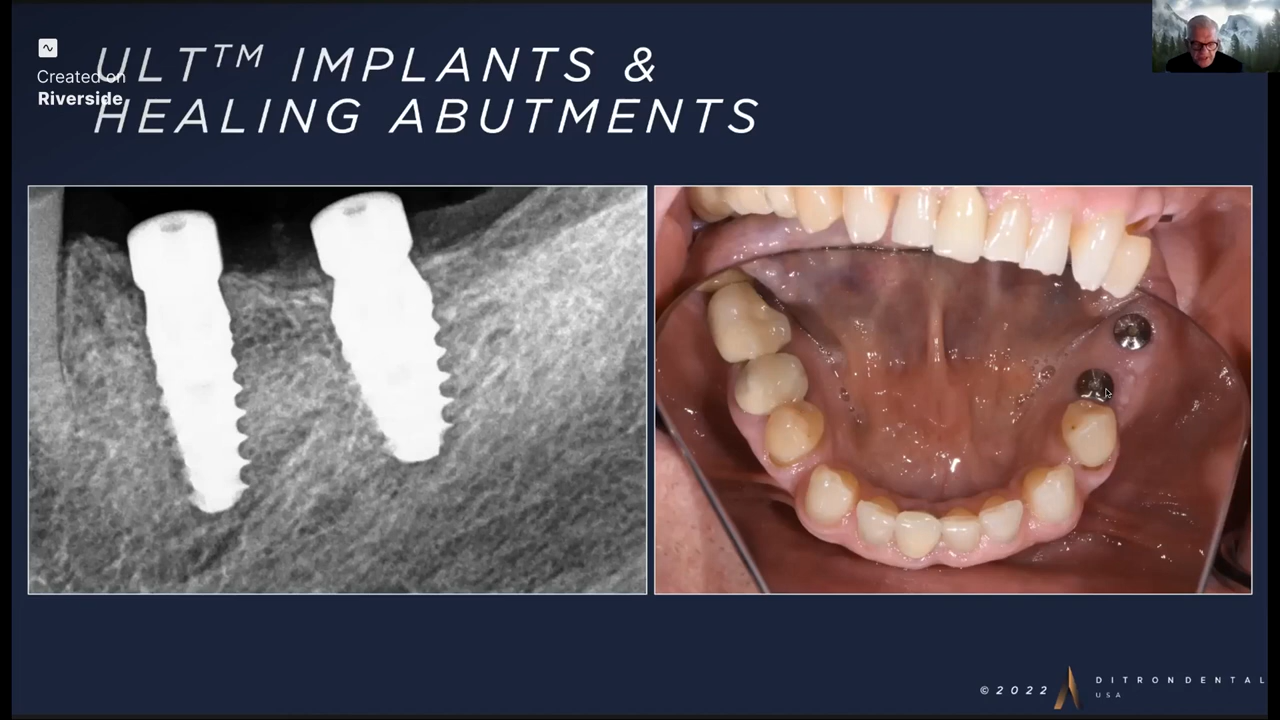 ULT™ IMPLANTS &
HEALING ABUTMENTS
Created on
Riverside
©2022
DITRONDENTAL
USA